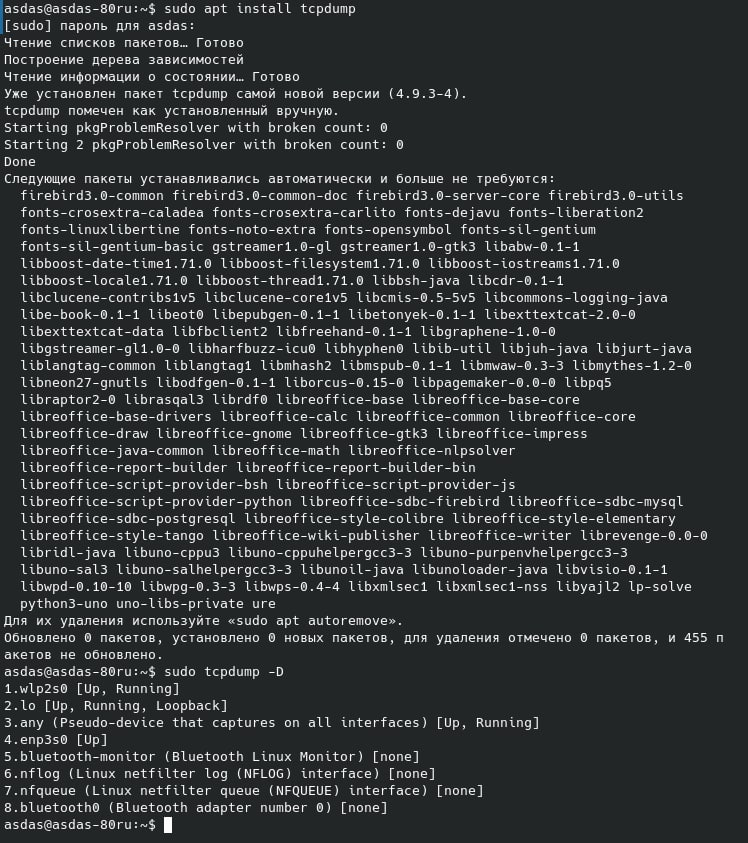 asdas@asdas-80ru:~$ sudo apt install tcpdump
[sudo] пароль для asdas:
Чтение списков пакетов… Готово
Построение дерева зависимостей
Чтение информации о состоянии… Готово
Уже установлен пакет tcpdump самой новой версии (4.9.3-4).
tcpdump помечен как установленный вручную.
Starting pkgProblemResolver with broken count: 0
Starting 2 pkgProblemResolver with broken count: 0
Done
Следующие пакеты устанавливались автоматически и больше не требуются:
  firebird3.0-common firebird3.0-common-doc firebird3.0-server-core firebird3.0-utils
  fonts-crosextra-caladea fonts-crosextra-carlito fonts-dejavu fonts-liberation2
  fonts-linuxlibertine fonts-noto-extra fonts-opensymbol fonts-sil-gentium
  fonts-sil-gentium-basic gstreamer1.0-gl gstreamer1.0-gtk3 libabw-0.1-1
  libboost-date-time1.71.0 libboost-filesystem1.71.0 libboost-iostreams1.71.0
  libboost-locale1.71.0 libboost-thread1.71.0 libbsh-java libcdr-0.1-1
  libclucene-contribs1v5 libclucene-core1v5 libcmis-0.5-5v5 libcommons-logging-java
  libe-book-0.1-1 libeot0 libepubgen-0.1-1 libetonyek-0.1-1 libexttextcat-2.0-0
  libexttextcat-data libfbclient2 libfreehand-0.1-1 libgraphene-1.0-0
  libgstreamer-gl1.0-0 libharfbuzz-icu0 libhyphen0 libib-util libjuh-java libjurt-java
  liblangtag-common liblangtag1 libmhash2 libmspub-0.1-1 libmwaw-0.3-3 libmythes-1.2-0
  libneon27-gnutls libodfgen-0.1-1 liborcus-0.15-0 libpagemaker-0.0-0 libpq5
  libraptor2-0 librasqal3 librdf0 libreoffice-base libreoffice-base-core
  libreoffice-base-drivers libreoffice-calc libreoffice-common libreoffice-core
  libreoffice-draw libreoffice-gnome libreoffice-gtk3 libreoffice-impress
  libreoffice-java-common libreoffice-math libreoffice-nlpsolver
  libreoffice-report-builder libreoffice-report-builder-bin
  libreoffice-script-provider-bsh libreoffice-script-provider-js
  libreoffice-script-provider-python libreoffice-sdbc-firebird libreoffice-sdbc-mysql
  libreoffice-sdbc-postgresql libreoffice-style-colibre libreoffice-style-elementary
  libreoffice-style-tango libreoffice-wiki-publisher libreoffice-writer librevenge-0.0-0
  libridl-java libuno-cppu3 libuno-cppuhelpergcc3-3 libuno-purpenvhelpergcc3-3
  libuno-sal3 libuno-salhelpergcc3-3 libunoil-java libunoloader-java libvisio-0.1-1
  libwpd-0.10-10 libwpg-0.3-3 libwps-0.4-4 libxmlsec1 libxmlsec1-nss libyajl2 lp-solve
  python3-uno uno-libs-private ure
Для их удаления используйте «sudo apt autoremove».
Обновлено 0 пакетов, установлено 0 новых пакетов, для удаления отмечено 0 пакетов, и 455 п
акетов не обновлено.
asdas@asdas-80ru:~$ sudo tcpdump -D
1.wlp2s0 [Up, Running]
2.lo [Up, Running, Loopback]
3.any (Pseudo-device that captures on all interfaces) [Up, Running]
4.enp3s0 [Up]
5.bluetooth-monitor (Bluetooth Linux Monitor) [none]
6.nflog (Linux netfilter log (NFLOG) interface) [none]
7.nfqueue (Linux netfilter queue (NFQUEUE) interface) [none]
8.bluetooth0 (Bluetooth adapter number 0) [none]
asdas@asdas-80ru:~$